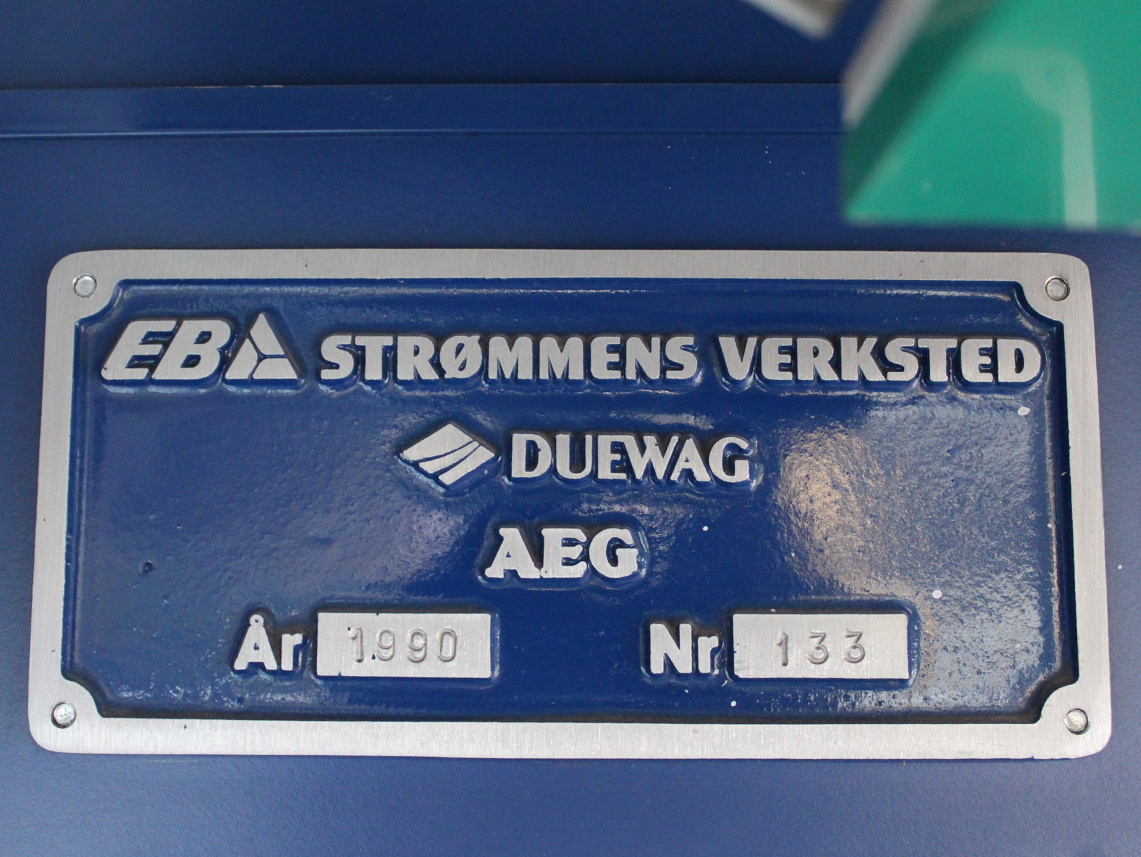 EB STRØMMENS VERKSTED
DUEWAG
AEG
År 1990 Nr 133